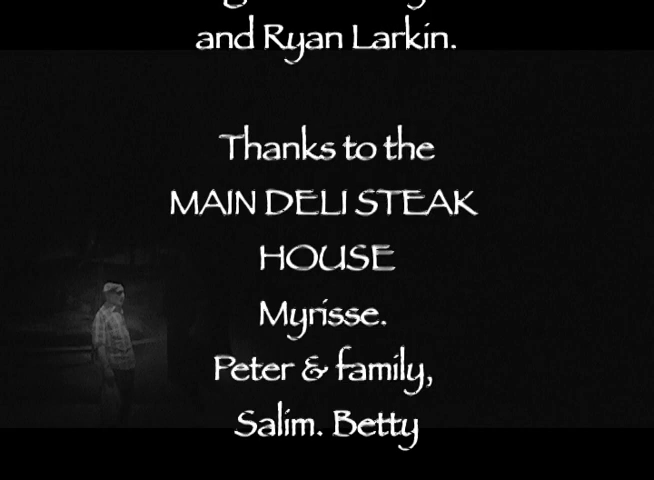 and Ryan Larkin.
Thanks to the
MAIN DELI STEAK
HOUSE
Myrisse.
Peter & family,
Salim. Betty